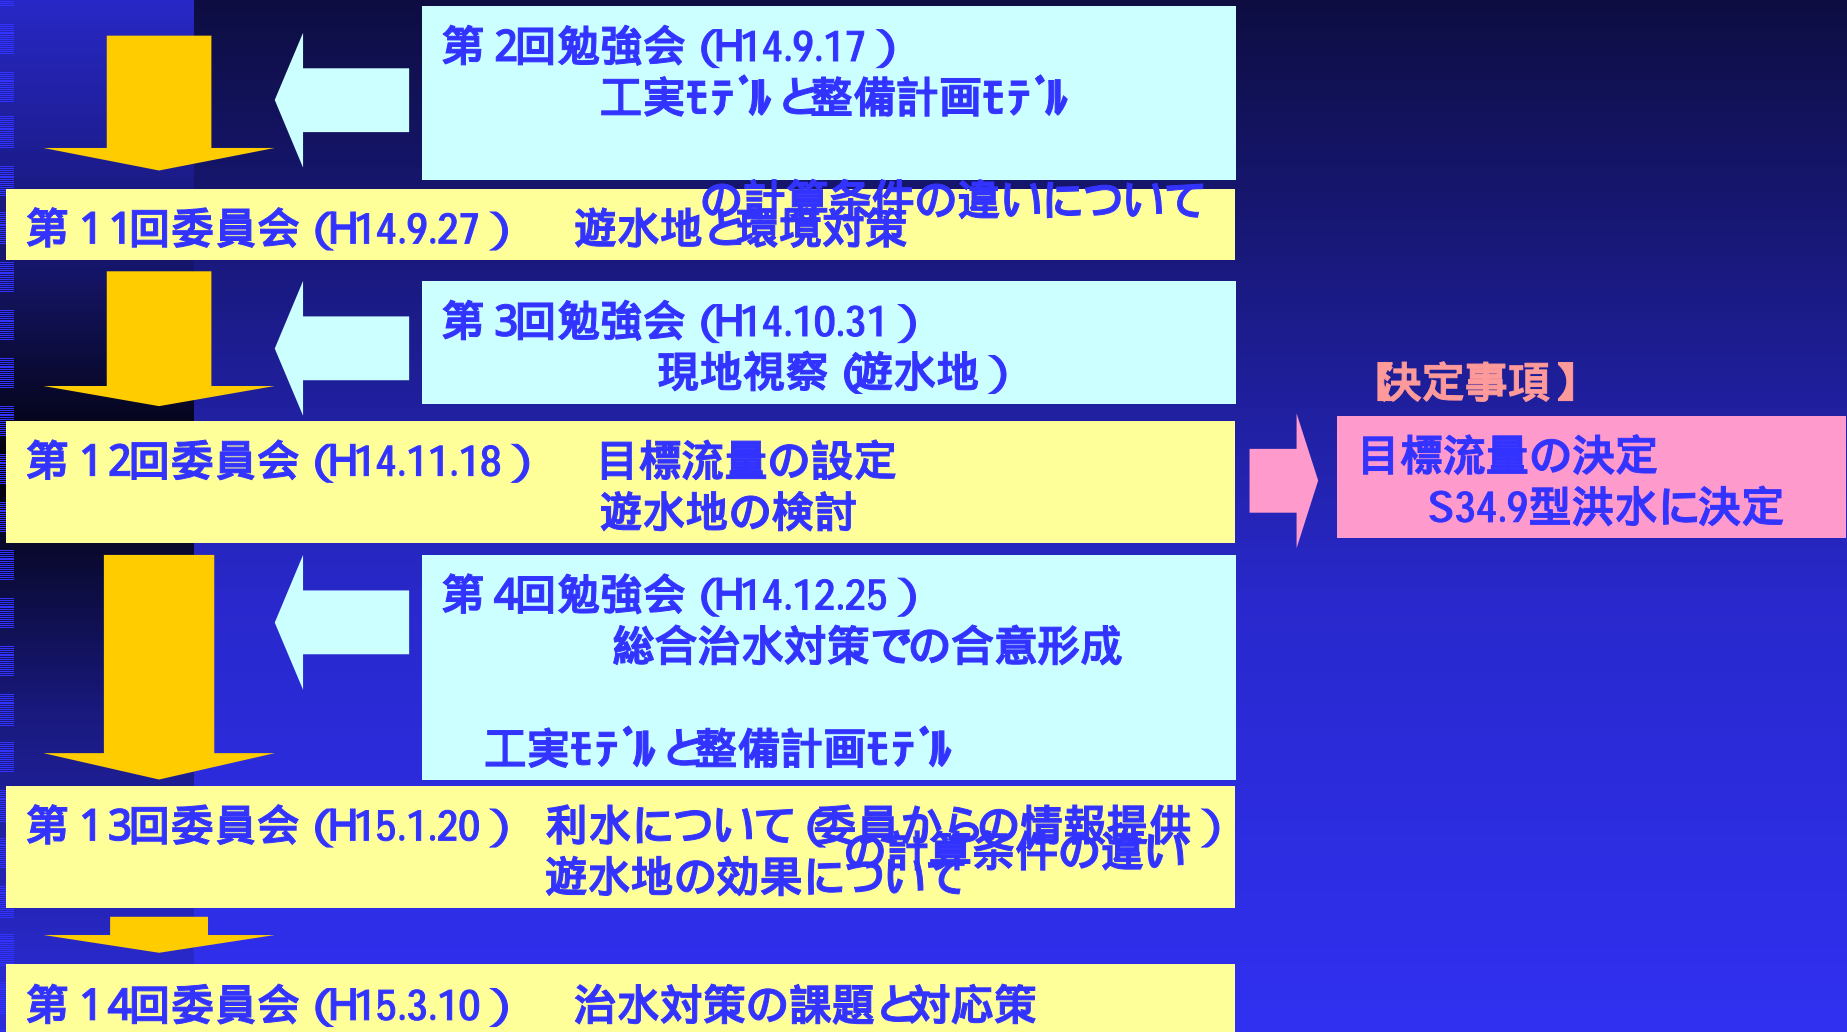 第2回勉強会(H14.9.17)
工実ﾓﾃﾞﾙと整備計画ﾓﾃﾞﾙ
の計算条件の違いについて
第11回委員会(H14.9.27) 遊水地と環境対策
第3回勉強会(H14.10.31)
現地視察(遊水地)
第12回委員会(H14.11.18) 目標流量の設定
遊水地の検討
【決定事項】
目標流量の決定
S34.9型洪水に決定
第4回勉強会(H14.12.25)
総合治水対策での合意形成
工実ﾓﾃﾞﾙと整備計画ﾓﾃﾞﾙ
の計算条件の違い
第13回委員会(H15.1.20) 利水について(委員からの情報提供)
遊水地の効果について
第14回委員会(H15.3.10) 治水対策の課題と対応策